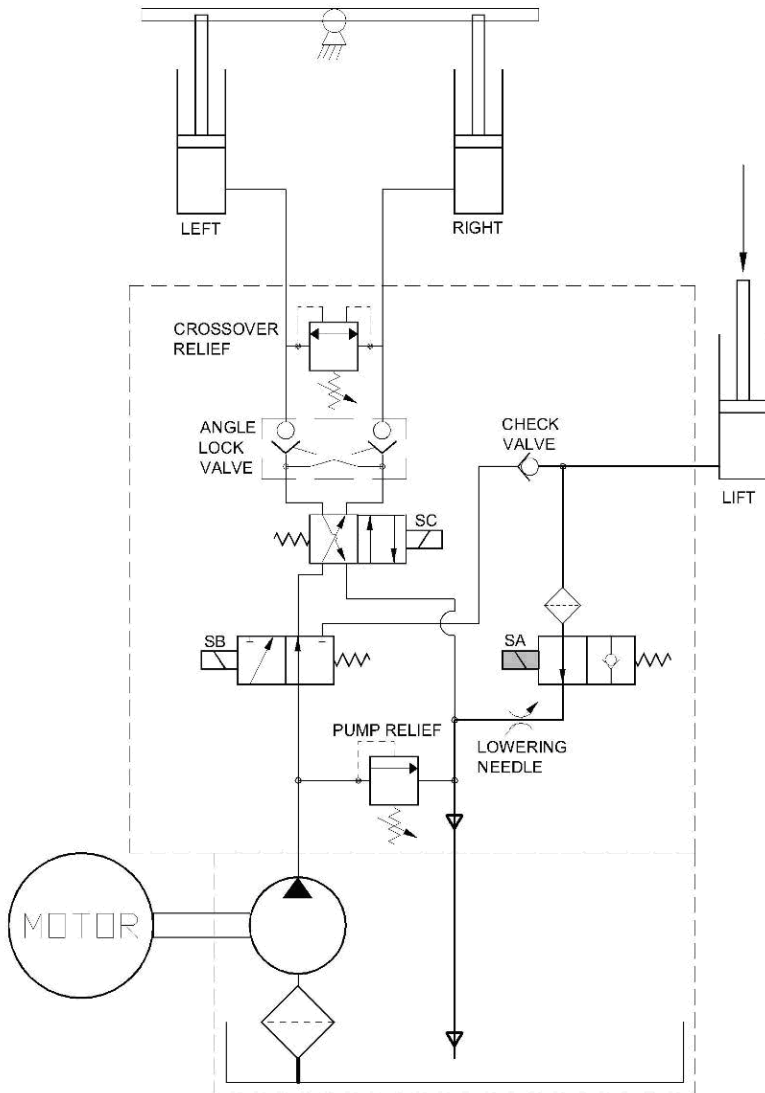 LEFT
RIGHT
CROSSOVER
RELIEF
ANGLE
LOCK
VALVE
CHECK
VALVE
LIFT
SC
SB
SA
PUMP RELIEF
LOWERING
NEEDLE
MOTOR